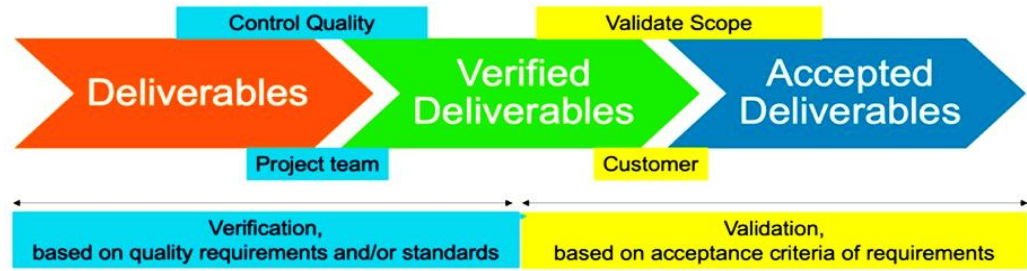 Control Quality
Validate Scope
Deliverables
Verified
Deliverables
Accepted
Deliverables
Project team
Customer
Verification,
based on quality requirements and/or standards
Validation,
based on acceptance criteria of requirements